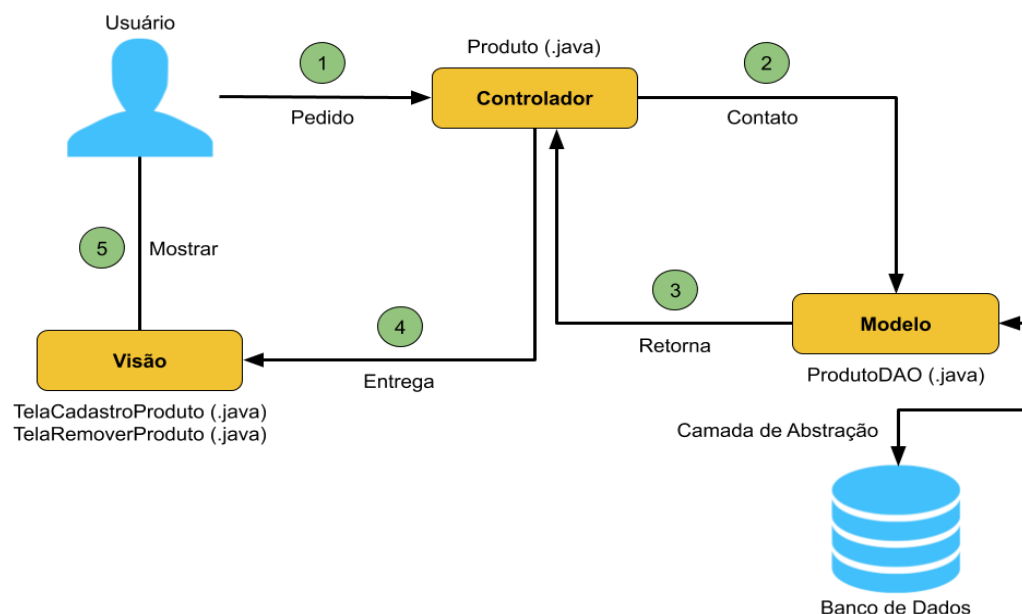 Usuário
Produto (.java)
1
2
Controlador
Pedido
Contato
5
Mostrar
3
4
Modelo
Retorna
Visão
Entrega
ProdutoDAO (.java)
TelaCadastroProduto (.java)
TelaRemoverProduto (.java)
Camada de Abstração
Banco de Dados